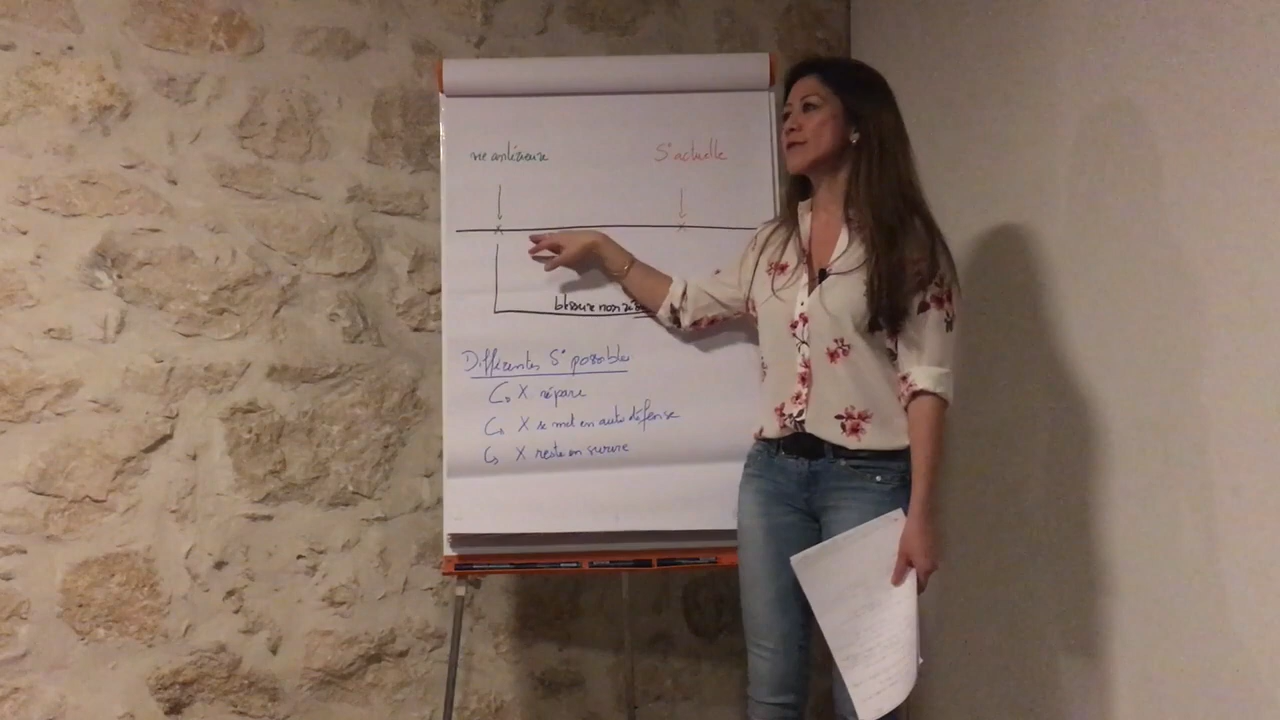 vie antérieure
S° actuelle
blessure non
Différentes S° possible
X répare
X se met en auto défense
X reste en survie